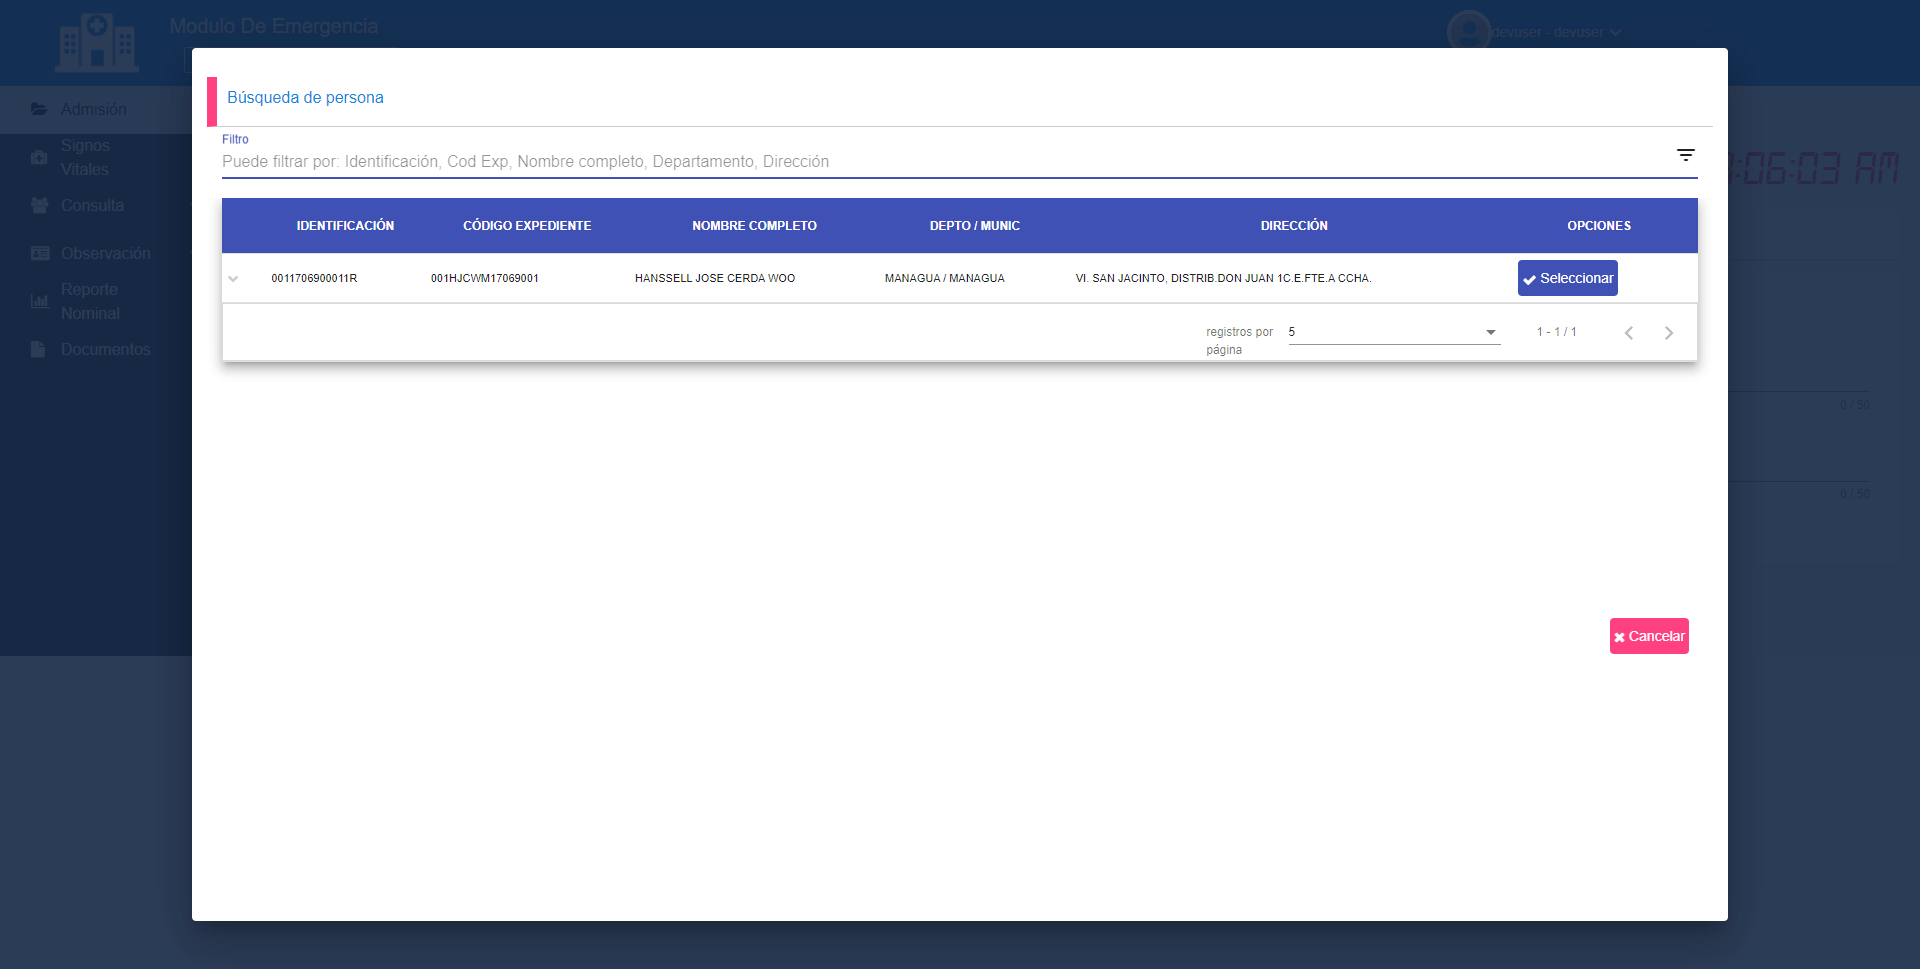 Modulo De Emergencia
devuser - devuser
Admisión
Signos
Vitales
Consulta
Observación
Reporte
Nominal
Documentos
:06:03 AM
0 / 50
0 / 50
Búsqueda de persona
Filtro
Puede filtrar por: Identificación, Cod Exp, Nombre completo, Departamento, Dirección
IDENTIFICACIÓN CÓDIGO EXPEDIENTE NOMBRE COMPLETO DEPTO / MUNIC DIRECCIÓN OPCIONES
0011706900011R 001HJCWM17069001 HANSSELL JOSE CERDA WOO MANAGUA / MANAGUA VI. SAN JACINTO, DISTRIB.DON JUAN 1C.E.FTE.A CCHA. Seleccionar
registros por
página
5
1 - 1 / 1
Cancelar